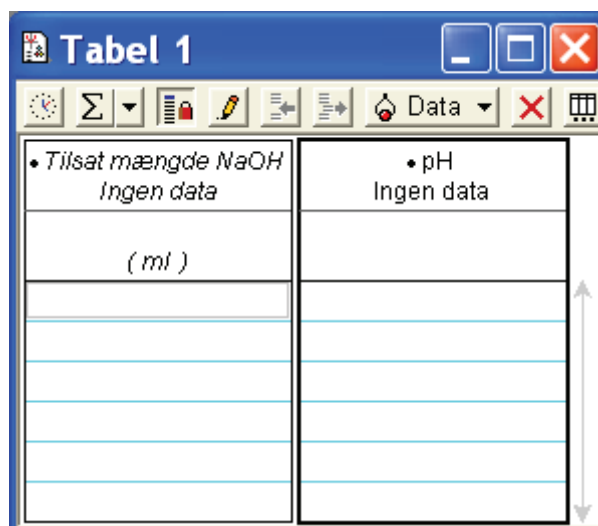 Tabel 1
Σ Data
• Tilsat mængde NaOH
Ingen data
( ml )
• pH
Ingen data